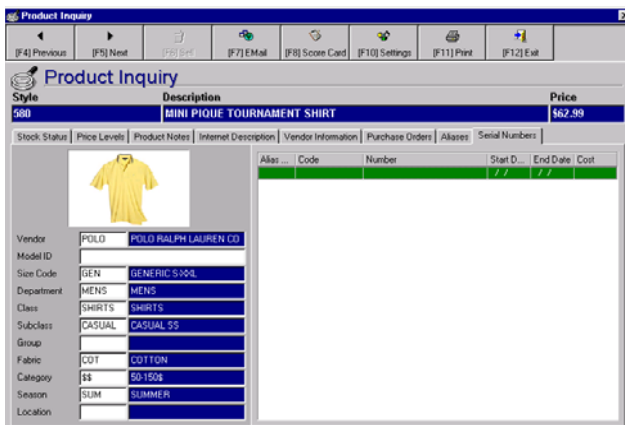 Product Inquiry
[F4] Previous [F5] Next [F6] Sell [F7] EMail [F8] Score Card [F10] Settings [F11] Print [F12] Exit
Product Inquiry
Style Description Price
580 MINI PIQUE TOURNAMENT SHIRT $62.99
Stock Status Price Levels Product Notes Internet Description Vendor Information Purchase Orders Aliases Serial Numbers
Alias ... Code Number Start D... End Date Cost
/ / / /
Vendor POLO POLO RALPH LAUREN CO
Model ID
Size Code GEN GENERIC S-XXL
Department MENS MENS
Class SHIRTS SHIRTS
Subclass CASUAL CASUAL SS
Group
Fabric COT COTTON
Category $$ 50-150$
Season SUM SUMMER
Location